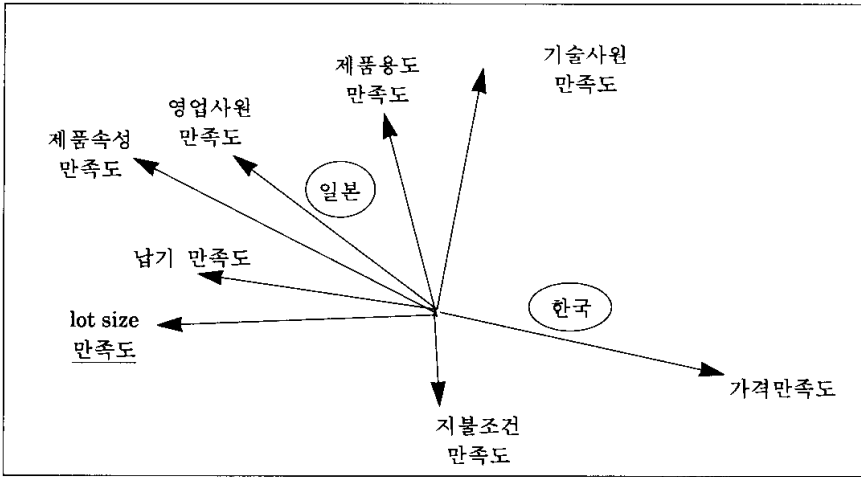 기술사원
만족도
제품용도
만족도
영업사원
만족도
제품속성
만족도
일본
납기 만족도
한국
lot size
만족도
가격만족도
지불조건
만족도